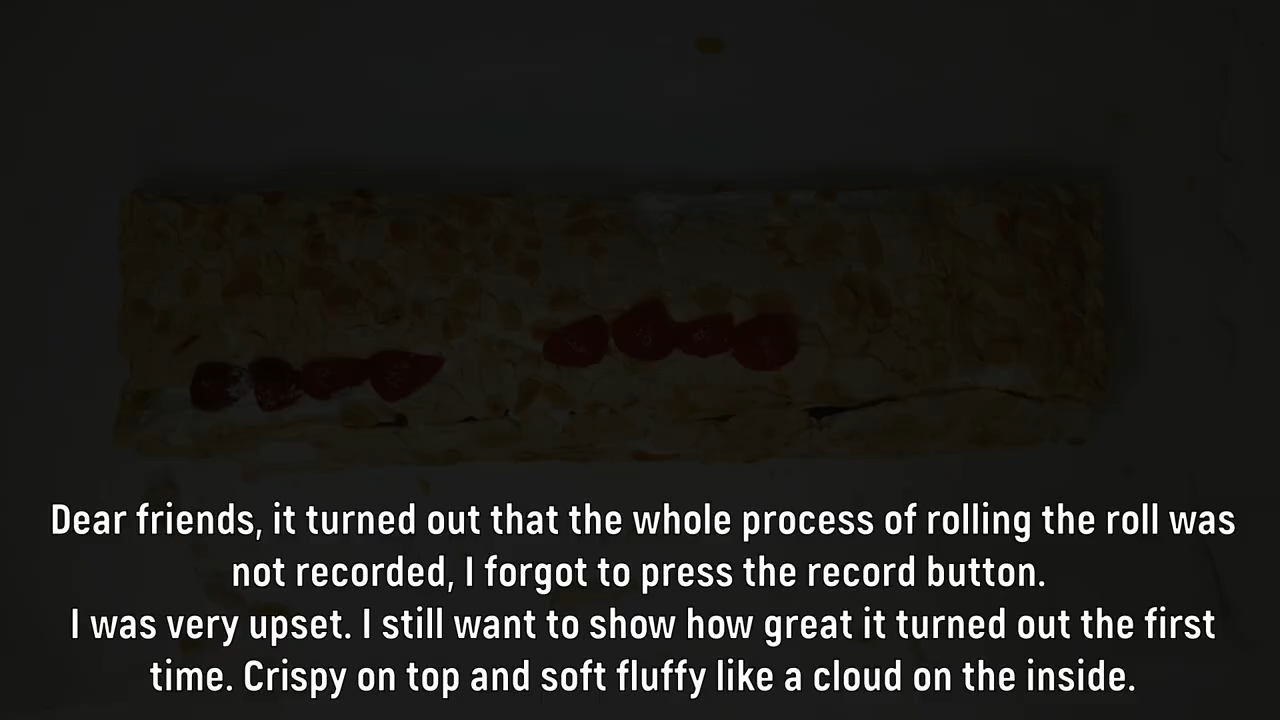 Dear friends, it turned out that the whole process of rolling the roll was
not recorded, I forgot to press the record button.
I was very upset. I still want to show how great it turned out the first
time. Crispy on top and soft fluffy like a cloud on the inside.